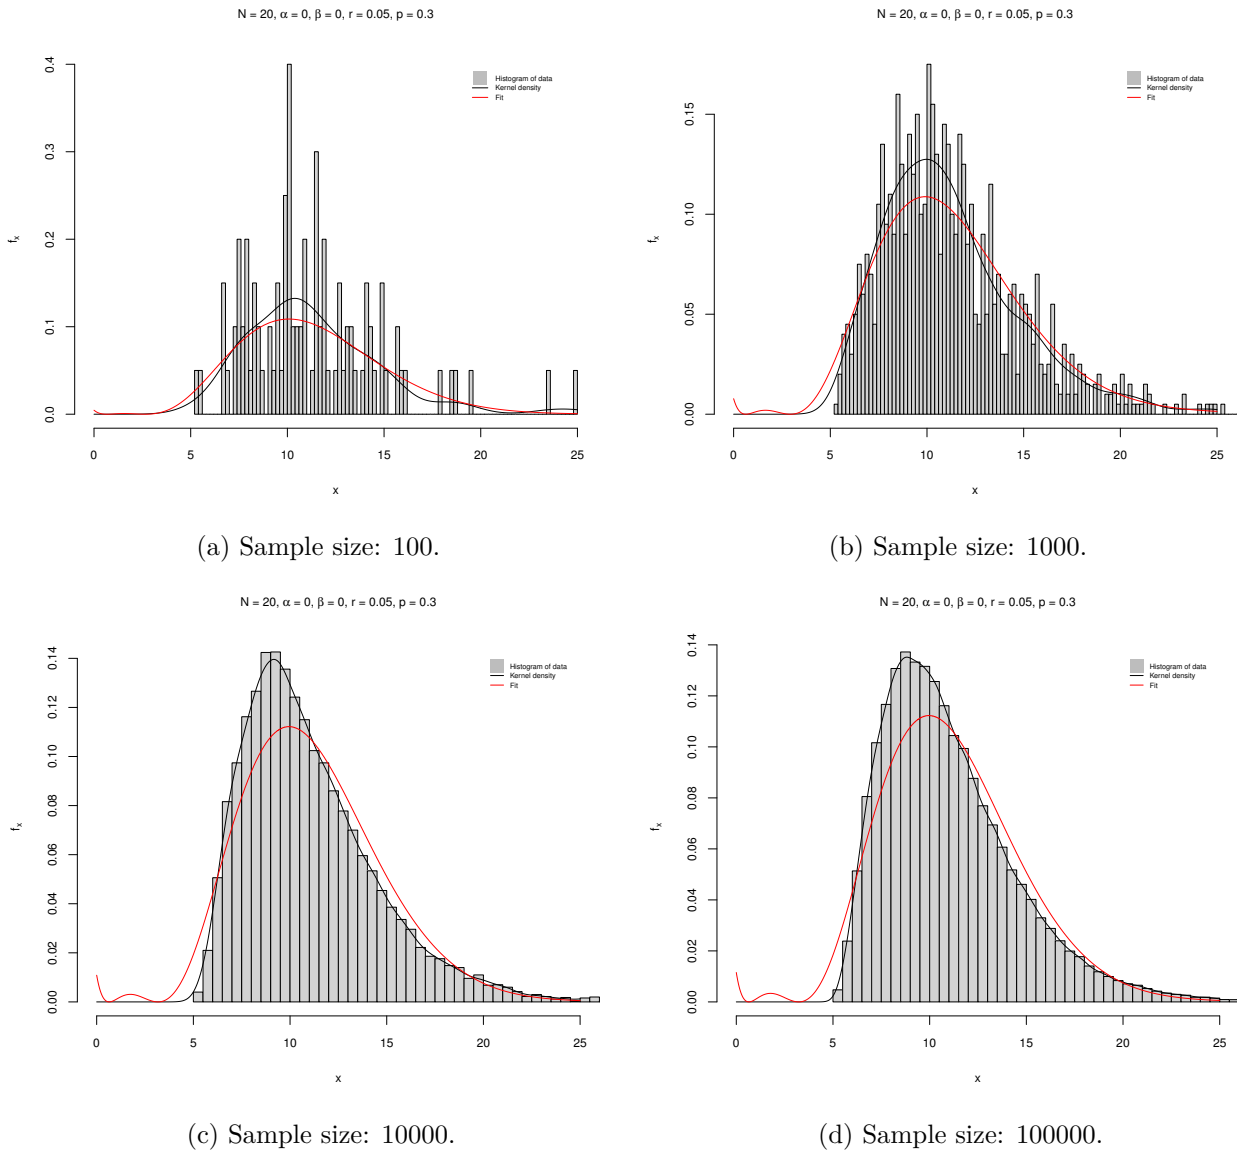 N = 20, α = 0, β = 0, r = 0.05, p = 0.3
Histogram of data
Kernel density
Fit
f_x
0.0
0.1
0.2
0.3
0.4
0 5 10 15 20 25
x
(a) Sample size: 100.
N = 20, α = 0, β = 0, r = 0.05, p = 0.3
Histogram of data
Kernel density
Fit
f_x
0.00
0.05
0.10
0.15
0 5 10 15 20 25
x
(b) Sample size: 1000.
N = 20, α = 0, β = 0, r = 0.05, p = 0.3
Histogram of data
Kernel density
Fit
f_x
0.00
0.02
0.04
0.06
0.08
0.10
0.12
0.14
0 5 10 15 20 25
x
(c) Sample size: 10000.
N = 20, α = 0, β = 0, r = 0.05, p = 0.3
Histogram of data
Kernel density
Fit
f_x
0.00
0.02
0.04
0.06
0.08
0.10
0.12
0.14
0 5 10 15 20 25
x
(d) Sample size: 100000.